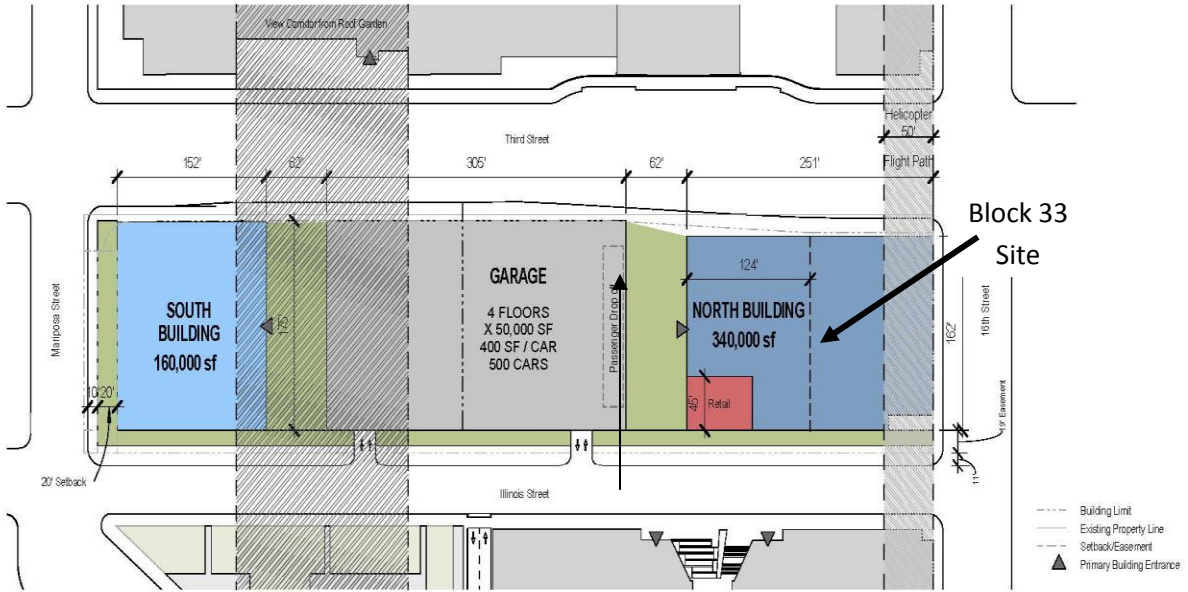 View Corridor from Roof Garden
Helicopter
50'
Flight Path
Third Street
152'
62'
305'
62'
251'
Block 33
Site
Mariposa Street
SOUTH
BUILDING
160,000 sf
175'
GARAGE
4 FLOORS
X 50,000 SF
400 SF / CAR
500 CARS
Passenger Drop off
124'
NORTH BUILDING
340,000 sf
45'
Retail
162'
16th Street
19' Easement
11'
10'
20'
20' Setback
Illinois Street
Building Limit
Existing Property Line
Setback/Easement
Primary Building Entrance